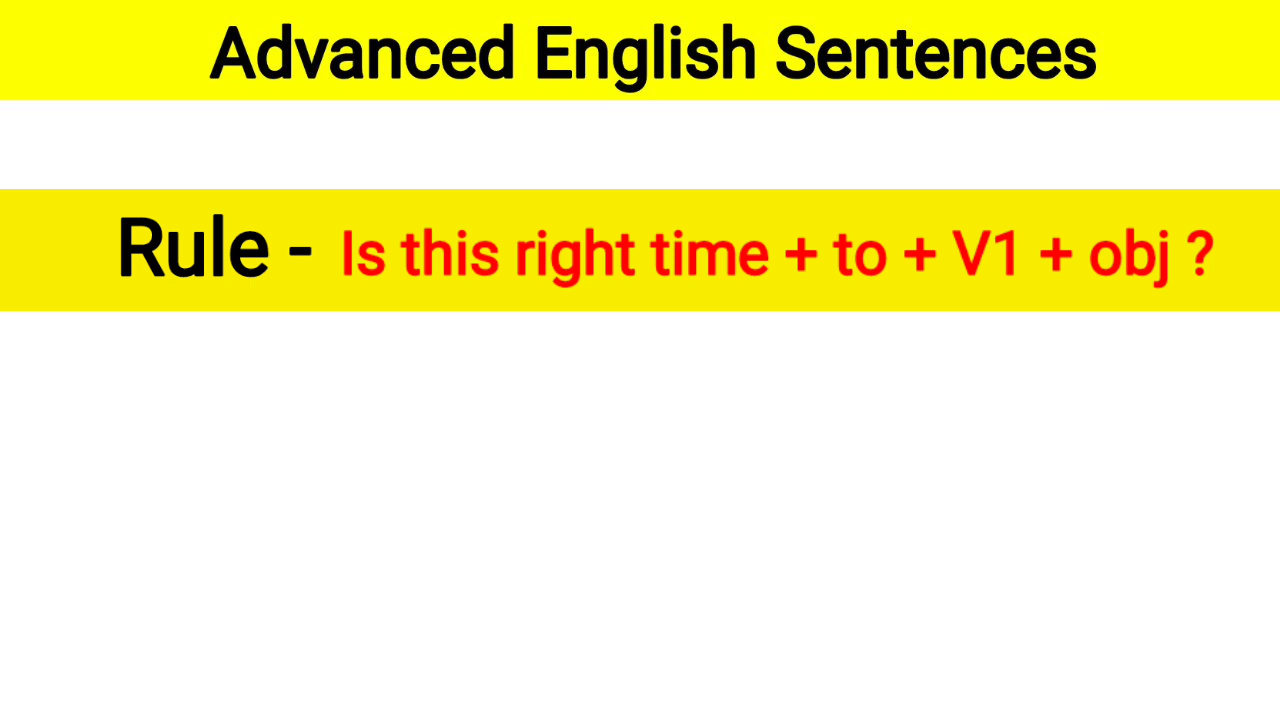 Advanced English Sentences
Rule - Is this right time + to + V1 + obj ?